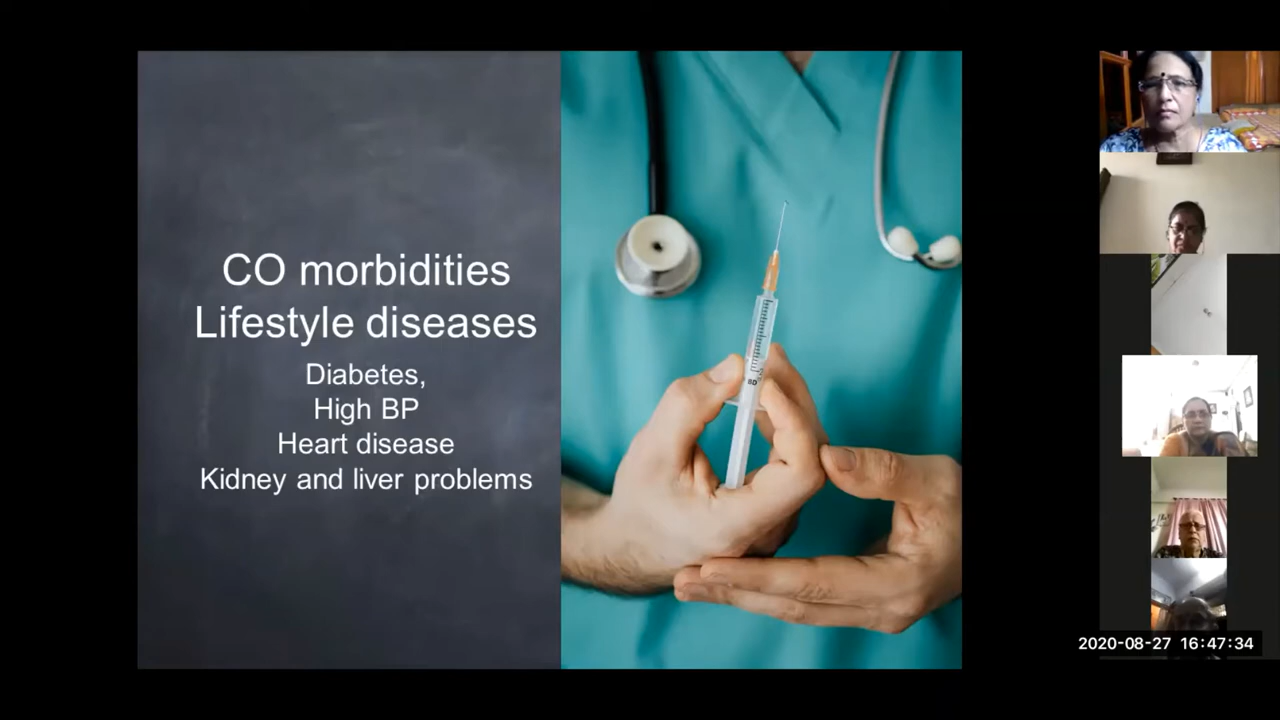 CO morbidities
Lifestyle diseases
Diabetes,
High BP
Heart disease
Kidney and liver problems
BD
2020-08-27 16:47:34